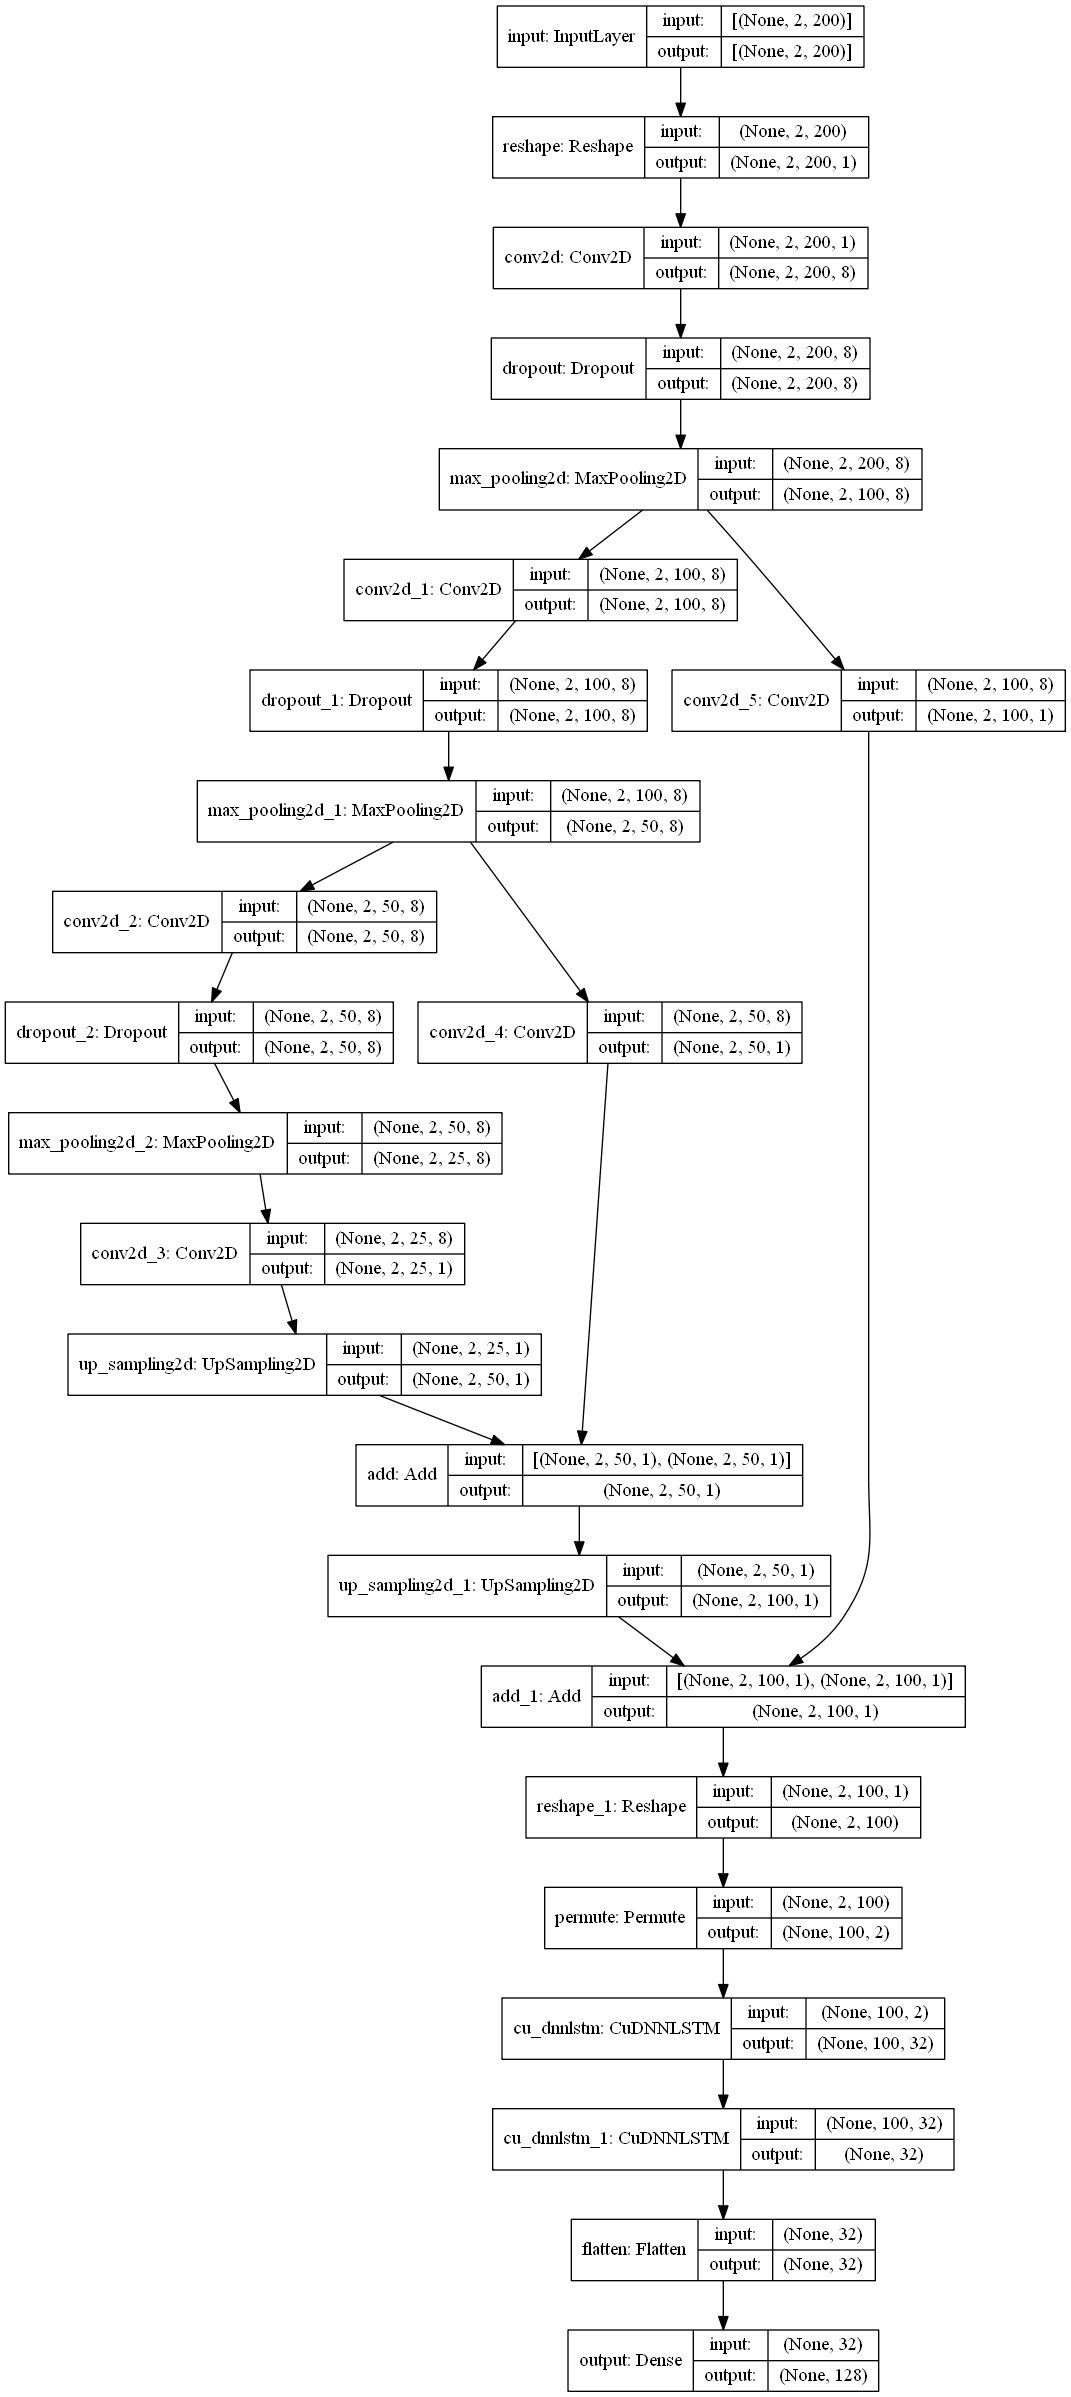 input: InputLayer
input:
[(None, 2, 200)]
output:
[(None, 2, 200)]
reshape: Reshape
input:
(None, 2, 200)
output:
(None, 2, 200, 1)
conv2d: Conv2D
input:
(None, 2, 200, 1)
output:
(None, 2, 200, 8)
dropout: Dropout
input:
(None, 2, 200, 8)
output:
(None, 2, 200, 8)
max_pooling2d: MaxPooling2D
input:
(None, 2, 200, 8)
output:
(None, 2, 100, 8)
conv2d_1: Conv2D
input:
(None, 2, 100, 8)
output:
(None, 2, 100, 8)
dropout_1: Dropout
input:
(None, 2, 100, 8)
output:
(None, 2, 100, 8)
conv2d_5: Conv2D
input:
(None, 2, 100, 8)
output:
(None, 2, 100, 1)
max_pooling2d_1: MaxPooling2D
input:
(None, 2, 100, 8)
output:
(None, 2, 50, 8)
conv2d_2: Conv2D
input:
(None, 2, 50, 8)
output:
(None, 2, 50, 8)
dropout_2: Dropout
input:
(None, 2, 50, 8)
output:
(None, 2, 50, 8)
conv2d_4: Conv2D
input:
(None, 2, 50, 8)
output:
(None, 2, 50, 1)
max_pooling2d_2: MaxPooling2D
input:
(None, 2, 50, 8)
output:
(None, 2, 25, 8)
conv2d_3: Conv2D
input:
(None, 2, 25, 8)
output:
(None, 2, 25, 1)
up_sampling2d: UpSampling2D
input:
(None, 2, 25, 1)
output:
(None, 2, 50, 1)
add: Add
input:
[(None, 2, 50, 1), (None, 2, 50, 1)]
output:
(None, 2, 50, 1)
up_sampling2d_1: UpSampling2D
input:
(None, 2, 50, 1)
output:
(None, 2, 100, 1)
add_1: Add
input:
[(None, 2, 100, 1), (None, 2, 100, 1)]
output:
(None, 2, 100, 1)
reshape_1: Reshape
input:
(None, 2, 100, 1)
output:
(None, 2, 100)
permute: Permute
input:
(None, 2, 100)
output:
(None, 100, 2)
cu_dnnlstm: CuDNNLSTM
input:
(None, 100, 2)
output:
(None, 100, 32)
cu_dnnlstm_1: CuDNNLSTM
input:
(None, 100, 32)
output:
(None, 32)
flatten: Flatten
input:
(None, 32)
output:
(None, 32)
output: Dense
input:
(None, 32)
output:
(None, 128)